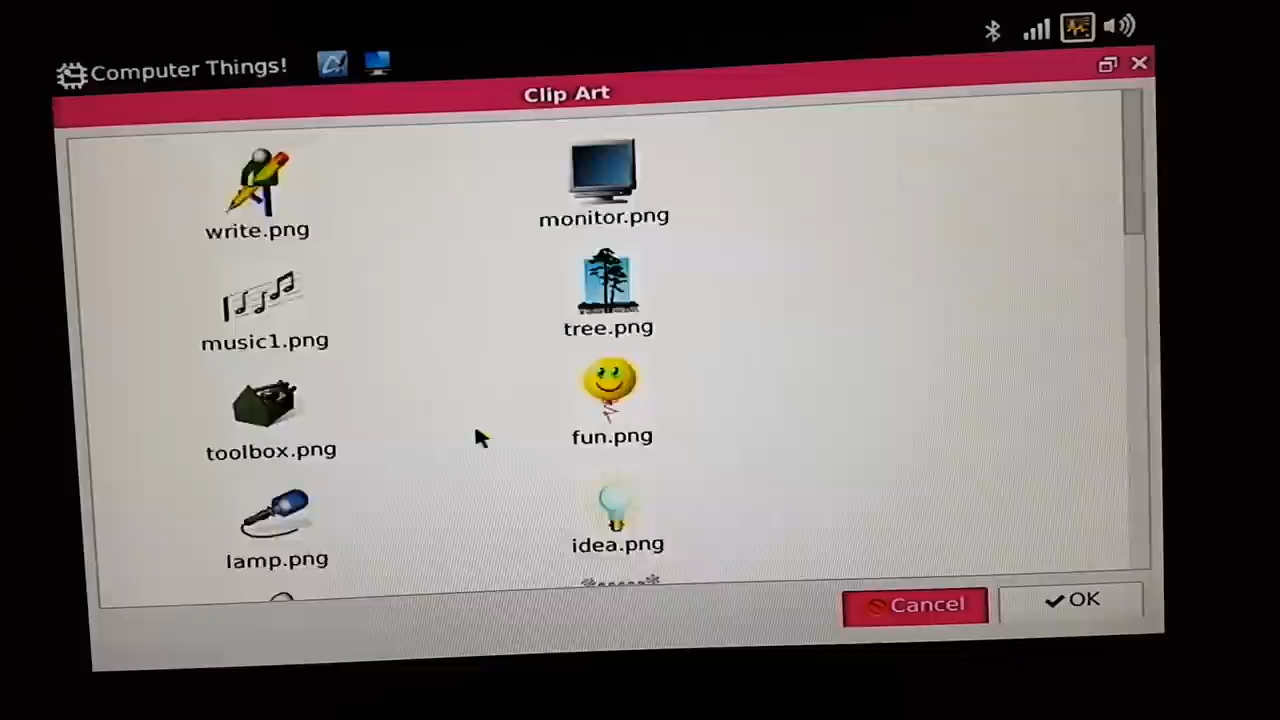 Computer Things!
Clip Art
write.png
monitor.png
music1.png
tree.png
toolbox.png
fun.png
lamp.png
idea.png
Cancel
OK